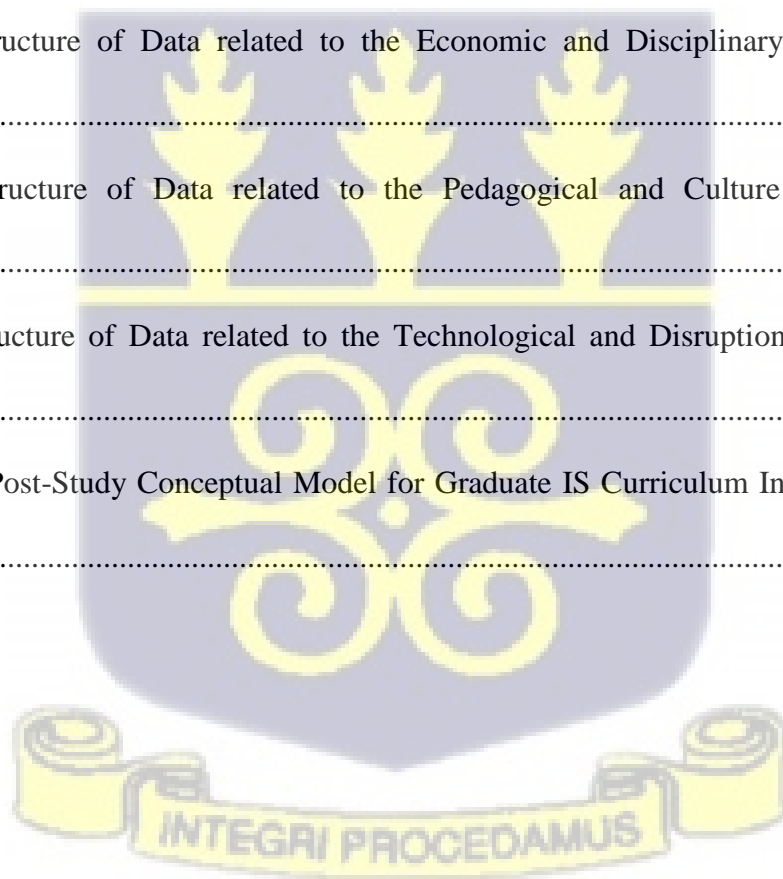 ructure of Data related to the Economic and Disciplinary
................................................................................
ructure of Data related to the Pedagogical and Culture
................................................................................
ucture of Data related to the Technological and Disruption
................................................................................
Post-Study Conceptual Model for Graduate IS Curriculum In
................................................................................
INTEGRI PROCEDAMUS